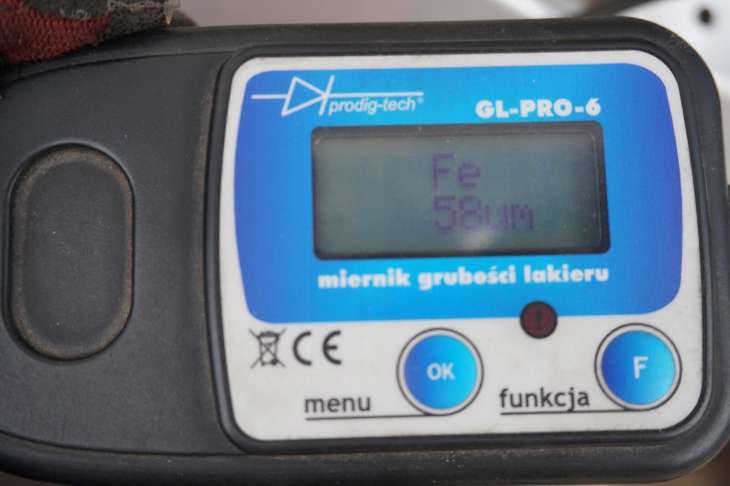 prodig-tech®
GL-PRO-6
Fe
58um
miernik grubości lakieru
CE
OK
F
menu
funkcja